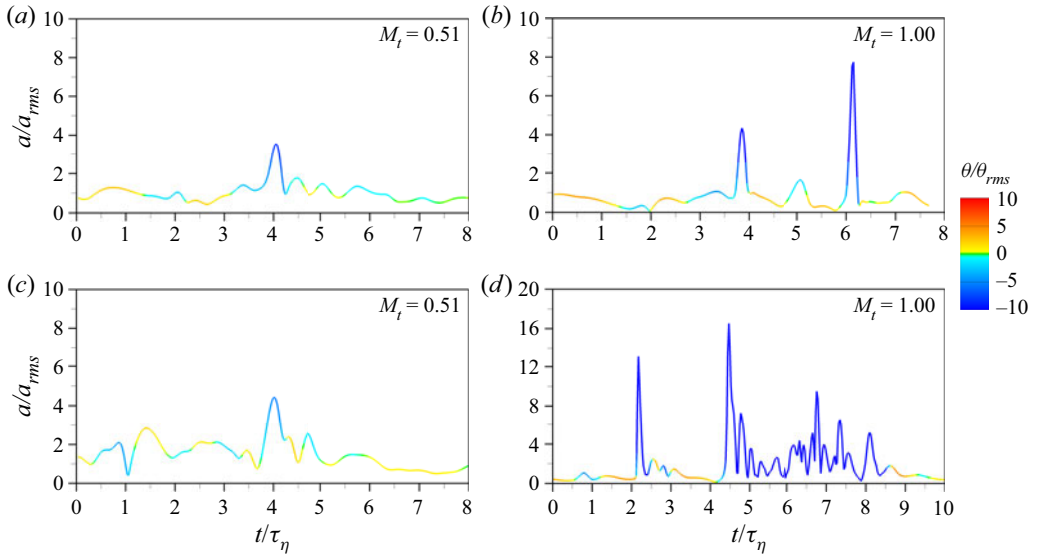 (a)
(b)
10
8
6
4
2
0
a/a_rms
M_t = 0.51
0 1 2 3 4 5 6 7 8
10
8
6
4
2
0
M_t = 1.00
0 1 2 3 4 5 6 7 8
θ/θ_rms
10
5
0
−5
−10
(c)
(d)
10
8
6
4
2
0
a/a_rms
M_t = 0.51
0 1 2 3 4 5 6 7 8
t/τ_η
20
16
12
8
4
0
M_t = 1.00
0 1 2 3 4 5 6 7 8 9 10
t/τ_η